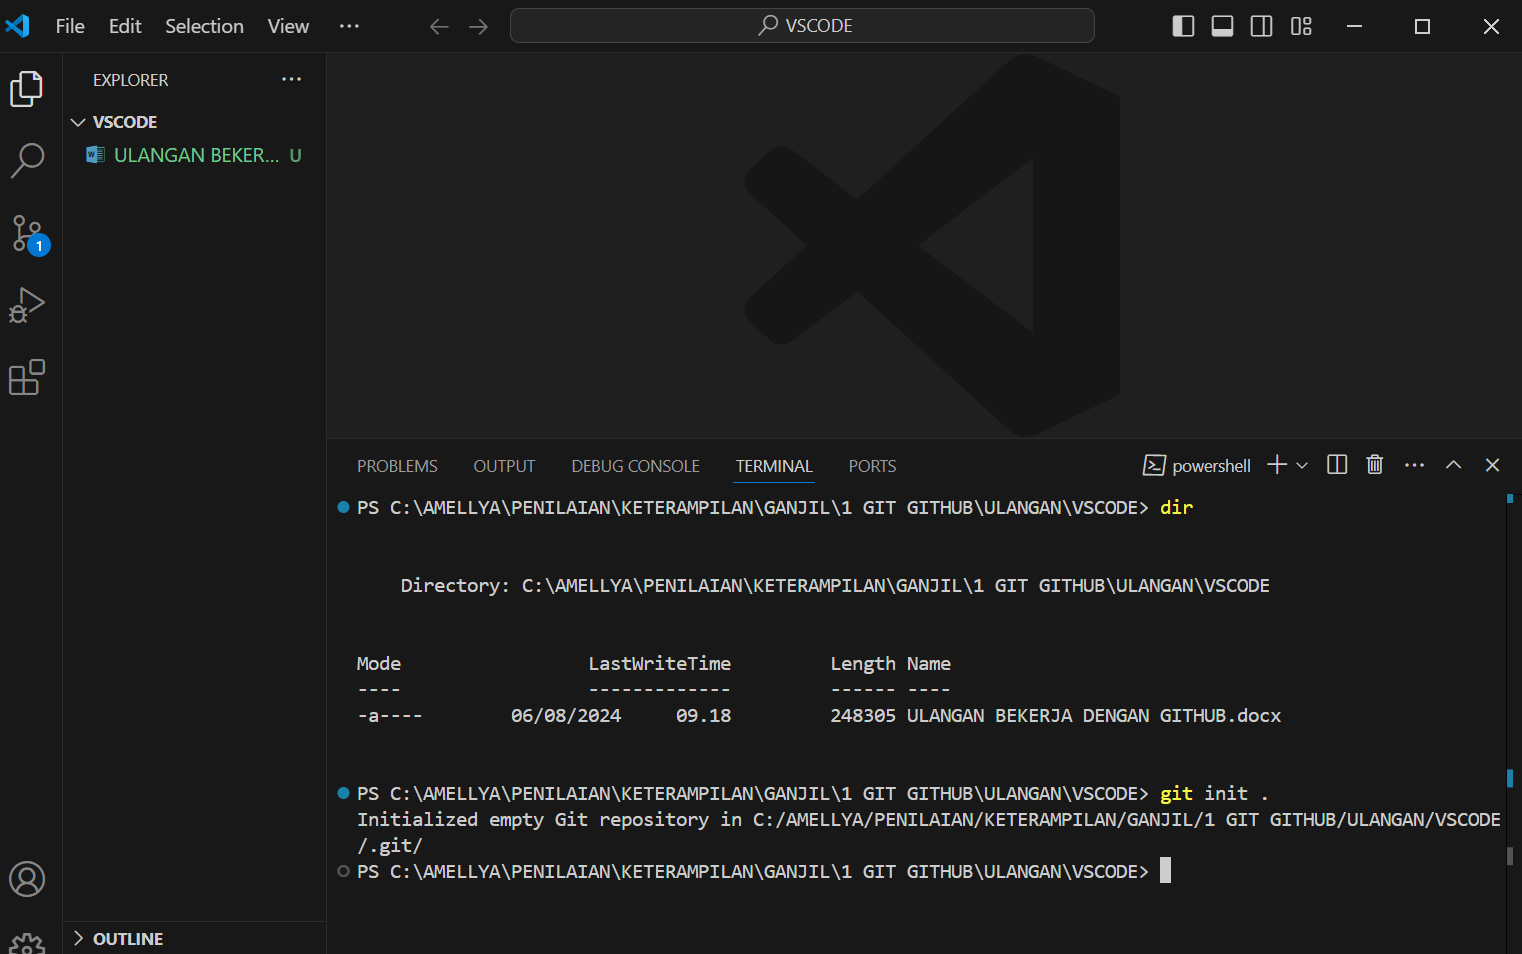 File Edit Selection View ··· VSCODE
EXPLORER ···
VSCODE
ULANGAN BEKER... U
1
PROBLEMS OUTPUT DEBUG CONSOLE TERMINAL PORTS powershell ···
PS C:\AMELLYA\PENILAIAN\KETERAMPILAN\GANJIL\1 GIT GITHUB\ULANGAN\VSCODE> dir
Directory: C:\AMELLYA\PENILAIAN\KETERAMPILAN\GANJIL\1 GIT GITHUB\ULANGAN\VSCODE
Mode LastWriteTime Length Name
---- ------------- ------ ----
-a---- 06/08/2024 09.18 248305 ULANGAN BEKERJA DENGAN GITHUB.docx
PS C:\AMELLYA\PENILAIAN\KETERAMPILAN\GANJIL\1 GIT GITHUB\ULANGAN\VSCODE> git init .
Initialized empty Git repository in C:/AMELLYA/PENILAIAN/KETERAMPILAN/GANJIL/1 GIT GITHUB/ULANGAN/VSCODE
/.git/
PS C:\AMELLYA\PENILAIAN\KETERAMPILAN\GANJIL\1 GIT GITHUB\ULANGAN\VSCODE>
OUTLINE